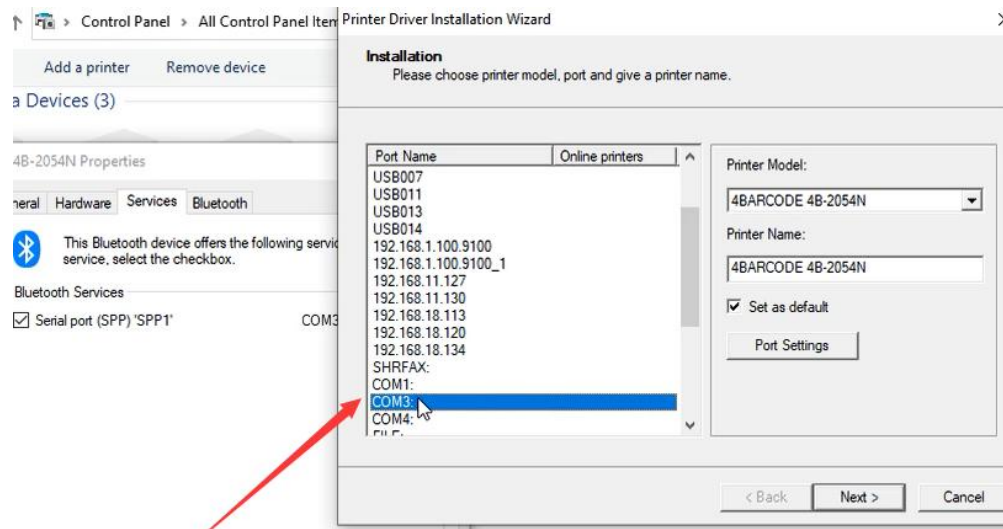 Control Panel > All Control Panel Item
Add a printer Remove device
a Devices (3)
4B-2054N Properties
neral Hardware Services Bluetooth
This Bluetooth device offers the following servic
service, select the checkbox.
Bluetooth Services
Serial port (SPP) 'SPP1' COM3
Printer Driver Installation Wizard
Installation
Please choose printer model, port and give a printer name.
Port Name Online printers
USB007
USB011
USB013
USB014
192.168.1.100.9100
192.168.1.100.9100_1
192.168.11.127
192.168.11.130
192.168.18.113
192.168.18.120
192.168.18.134
SHRFAX:
COM1:
COM3:
COM4:
FILE:
Printer Model:
4BARCODE 4B-2054N
Printer Name:
4BARCODE 4B-2054N
Set as default
Port Settings
< Back Next > Cancel